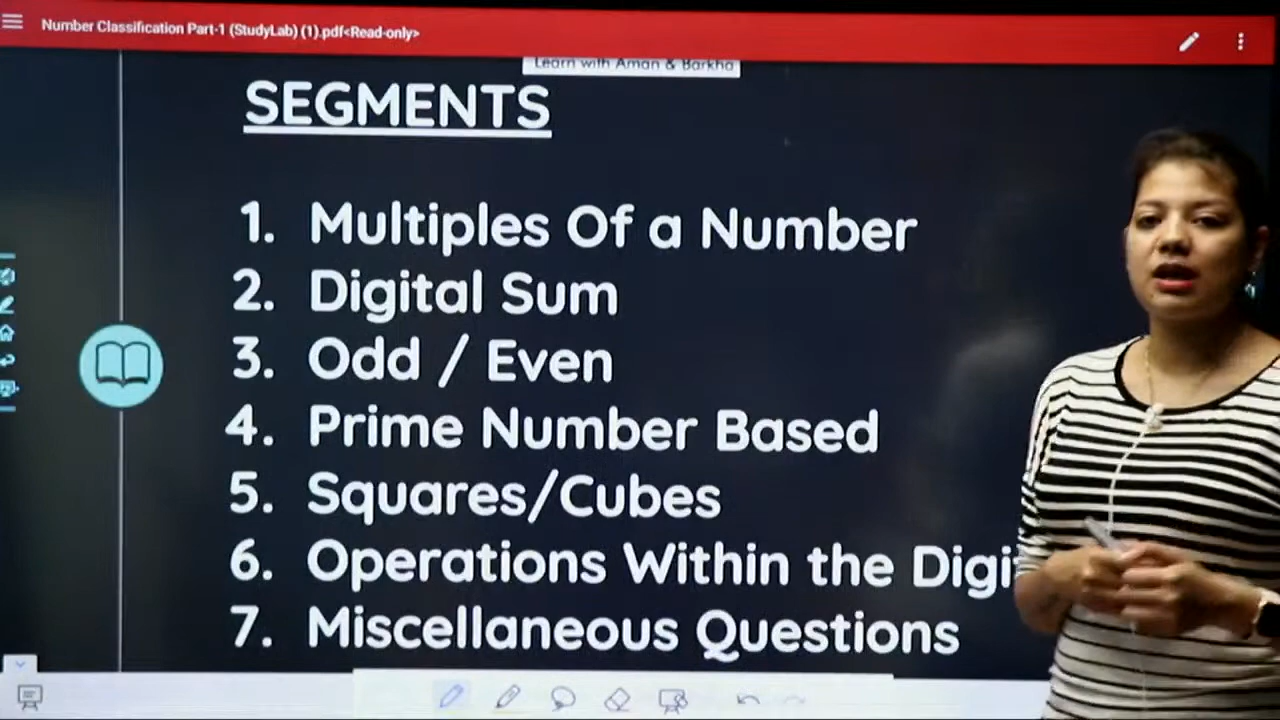 Number Classification Part-1 (StudyLab) (1).pdf<Read-only>
Learn with Aman & Barkha
SEGMENTS
1. Multiples Of a Number
2. Digital Sum
3. Odd / Even
4. Prime Number Based
5. Squares/Cubes
6. Operations Within the Digi
7. Miscellaneous Questions